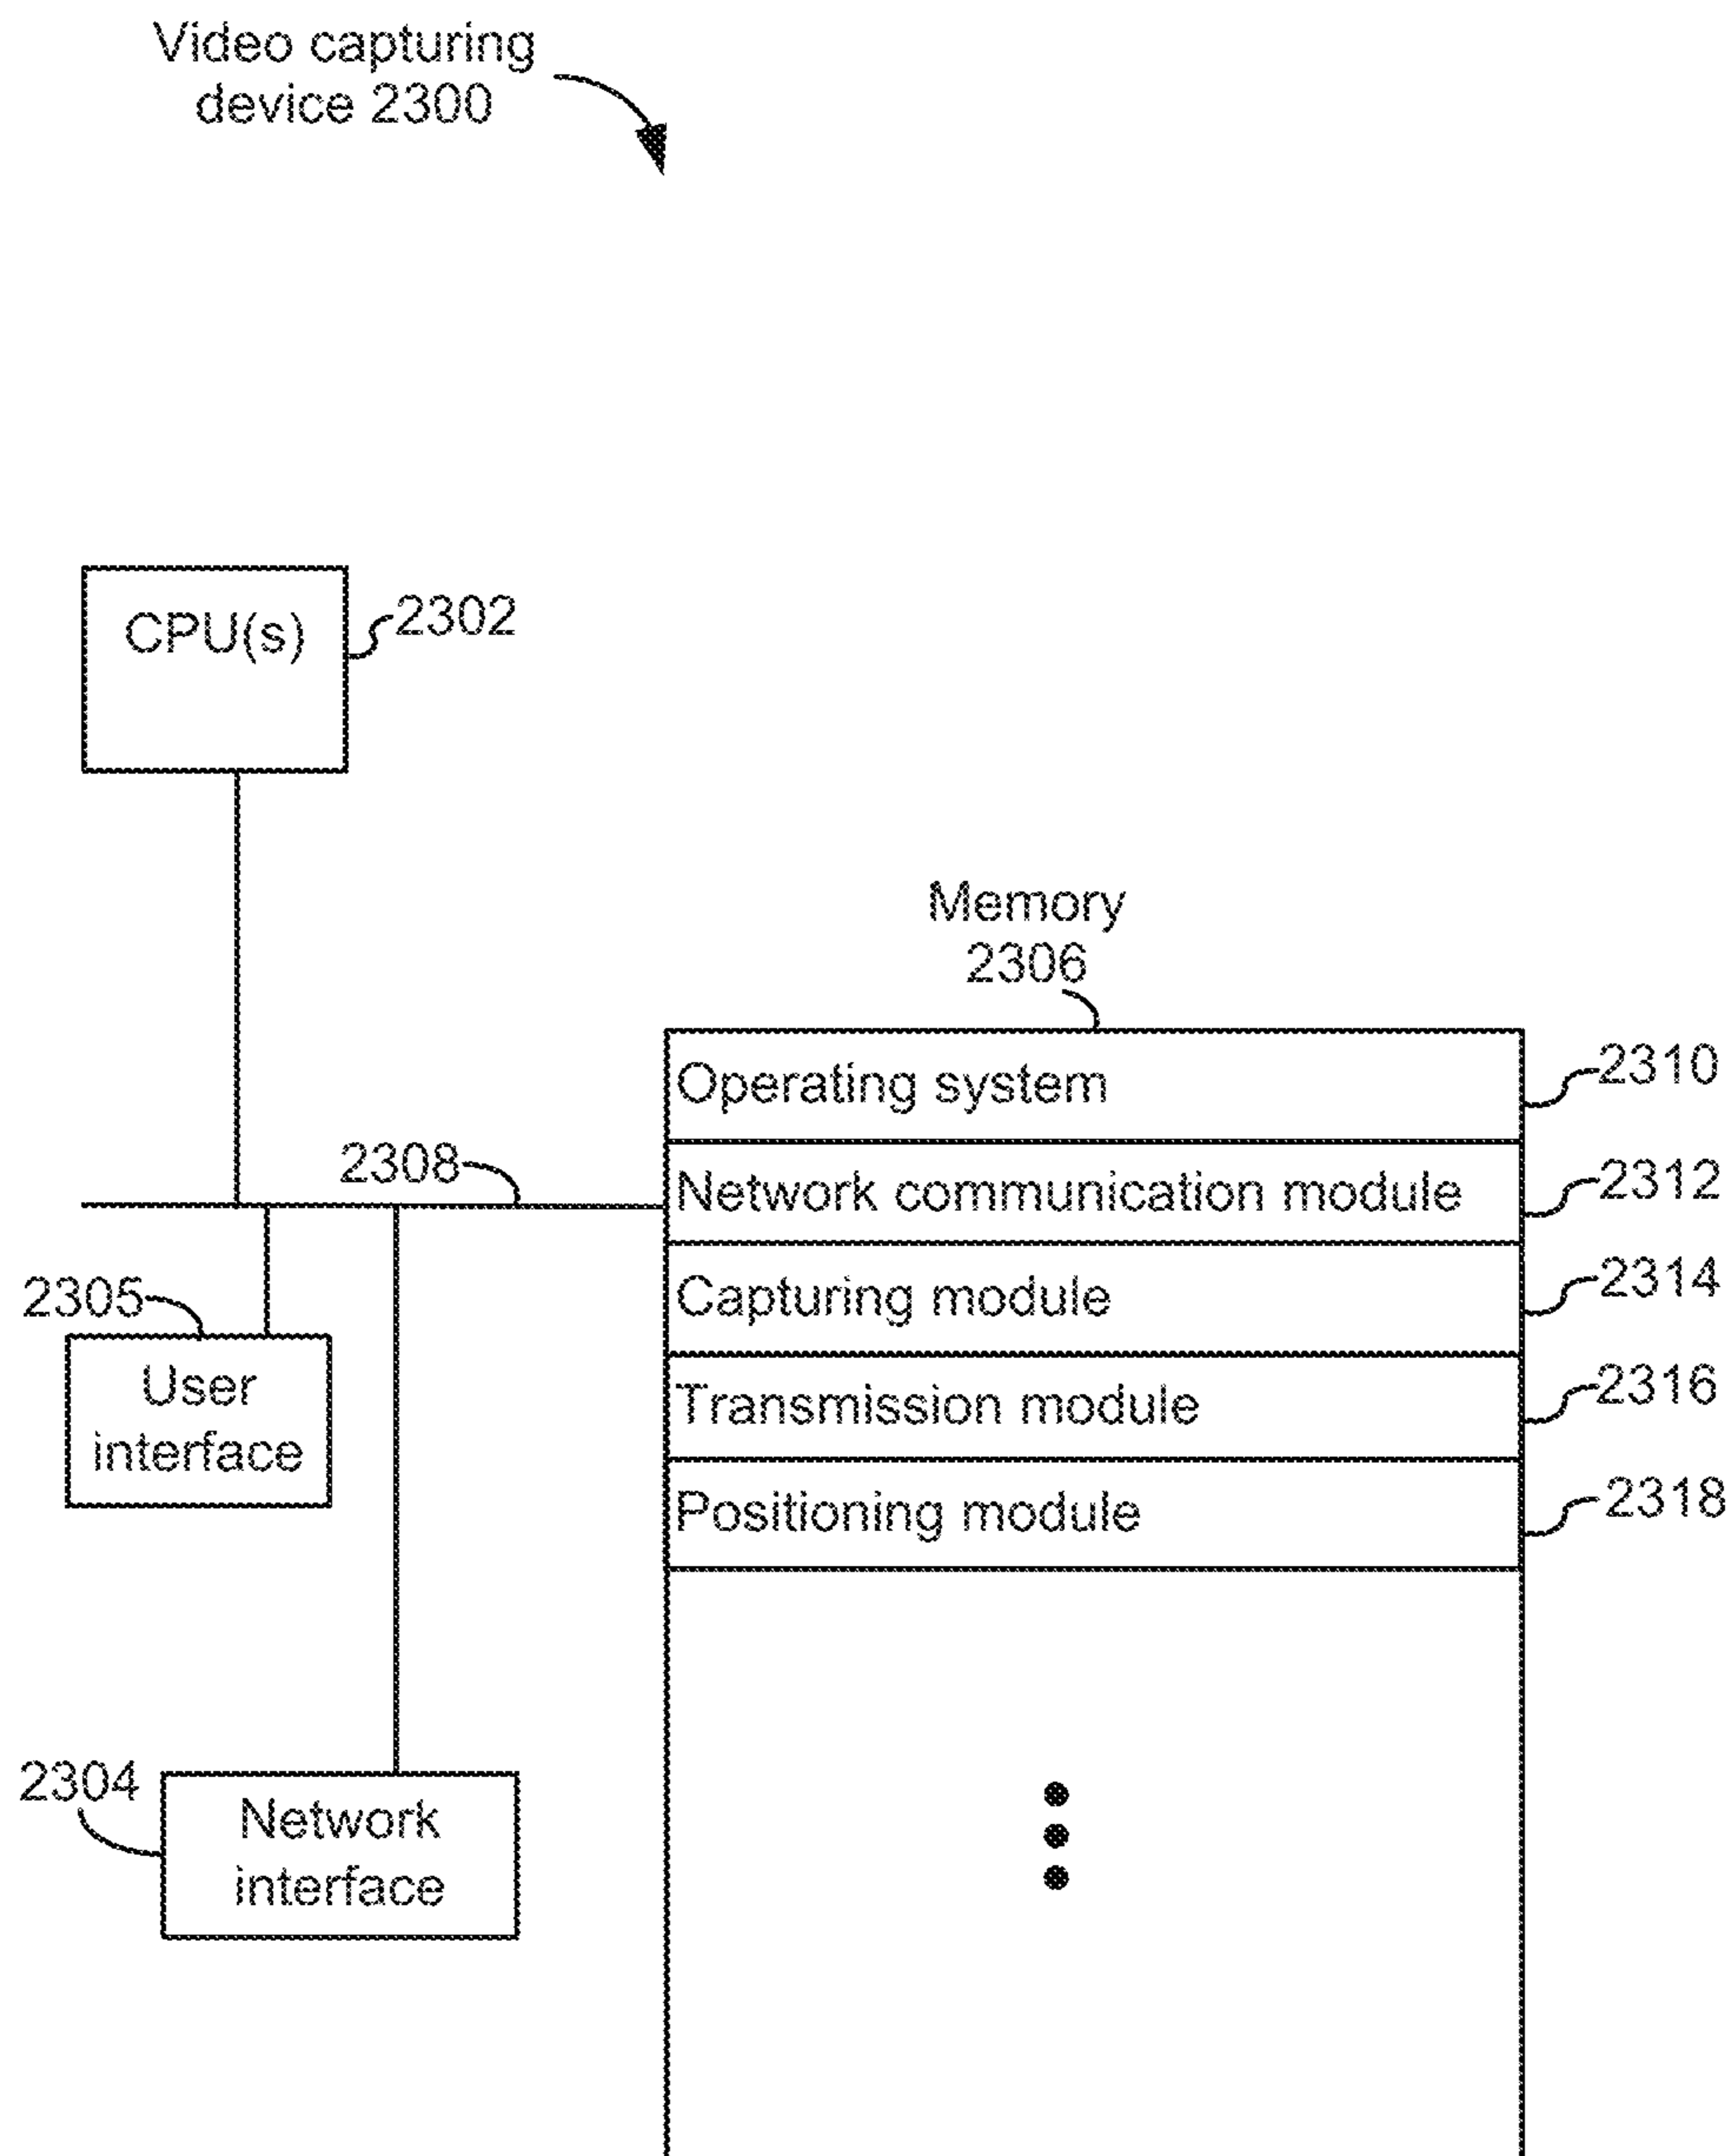 Video capturing
device 2300
CPU(s)
2302
Memory
2306
Operating system
2310
2308
Network communication module
2312
2305
Capturing module
2314
User
interface
Transmission module
2316
Positioning module
2318
2304
Network
interface